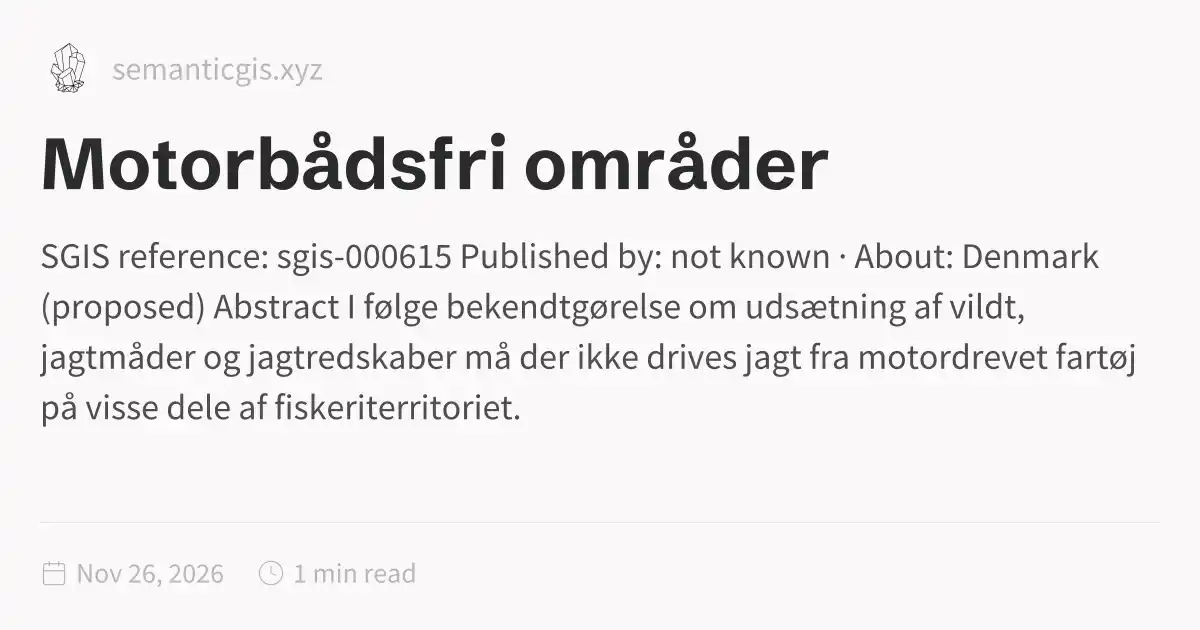 semanticgis.xyz
Motorbådsfri områder
SGIS reference: sgis-000615 Published by: not known · About: Denmark
(proposed) Abstract I følge bekendtgørelse om udsætning af vildt,
jagtmåder og jagtredskaber må der ikke drives jagt fra motordrevet fartøj
på visse dele af fiskeriterritoriet.
Nov 26, 2026 1 min read